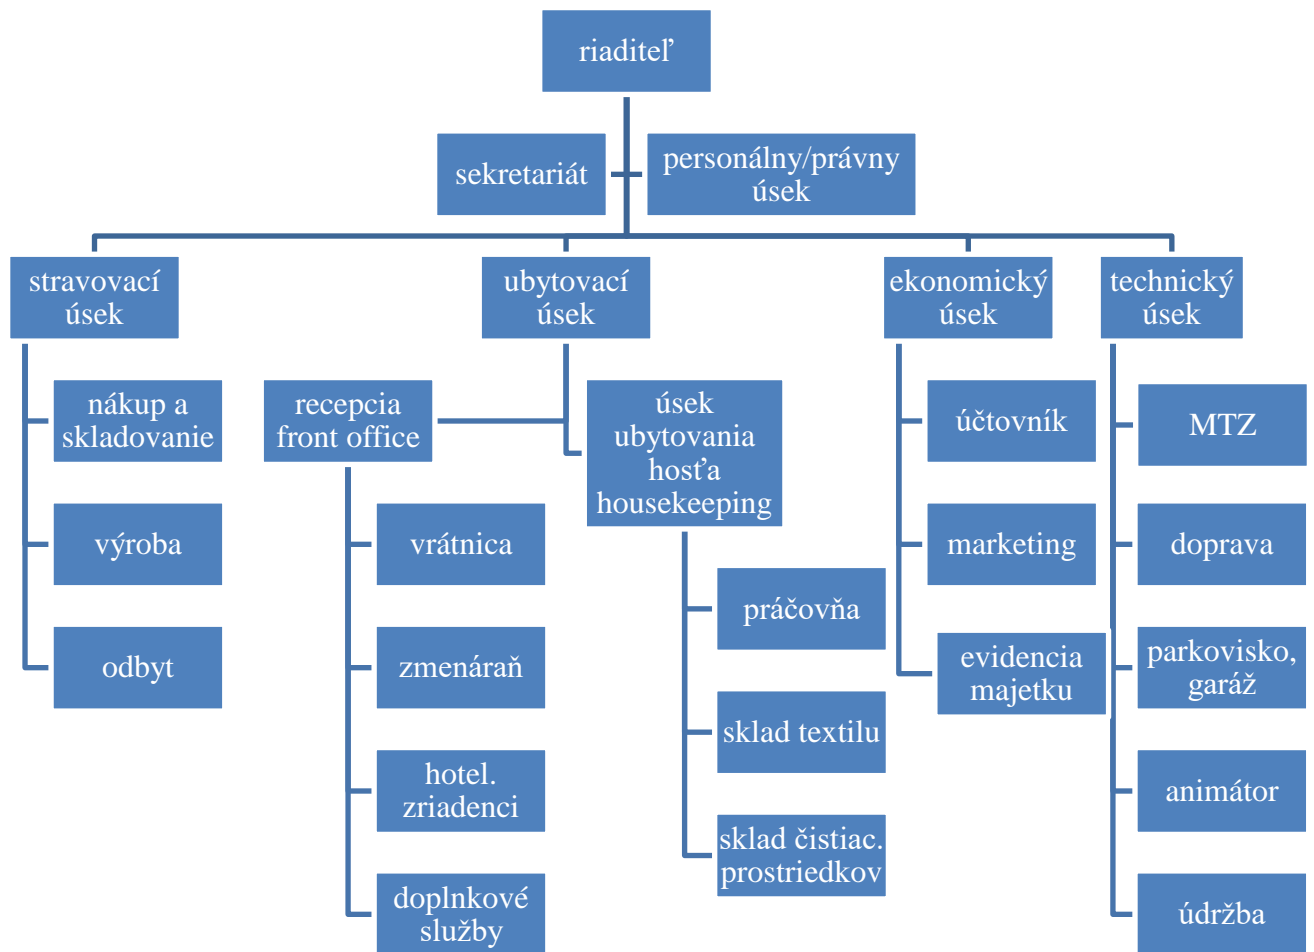 riaditeľ
sekretariát
personálny/právny
úsek
stravovací
úsek
ubytovací
úsek
ekonomický
úsek
technický
úsek
nákup a
skladovanie
výroba
odbyt
recepcia
front office
vrátnica
zmenáraň
hotel.
zriadenci
doplnkové
služby
úsek
ubytovania
hosťa
housekeeping
práčovňa
sklad textilu
sklad čistiac.
prostriedkov
účtovník
marketing
evidencia
majetku
MTZ
doprava
parkovisko,
garáž
animátor
údržba